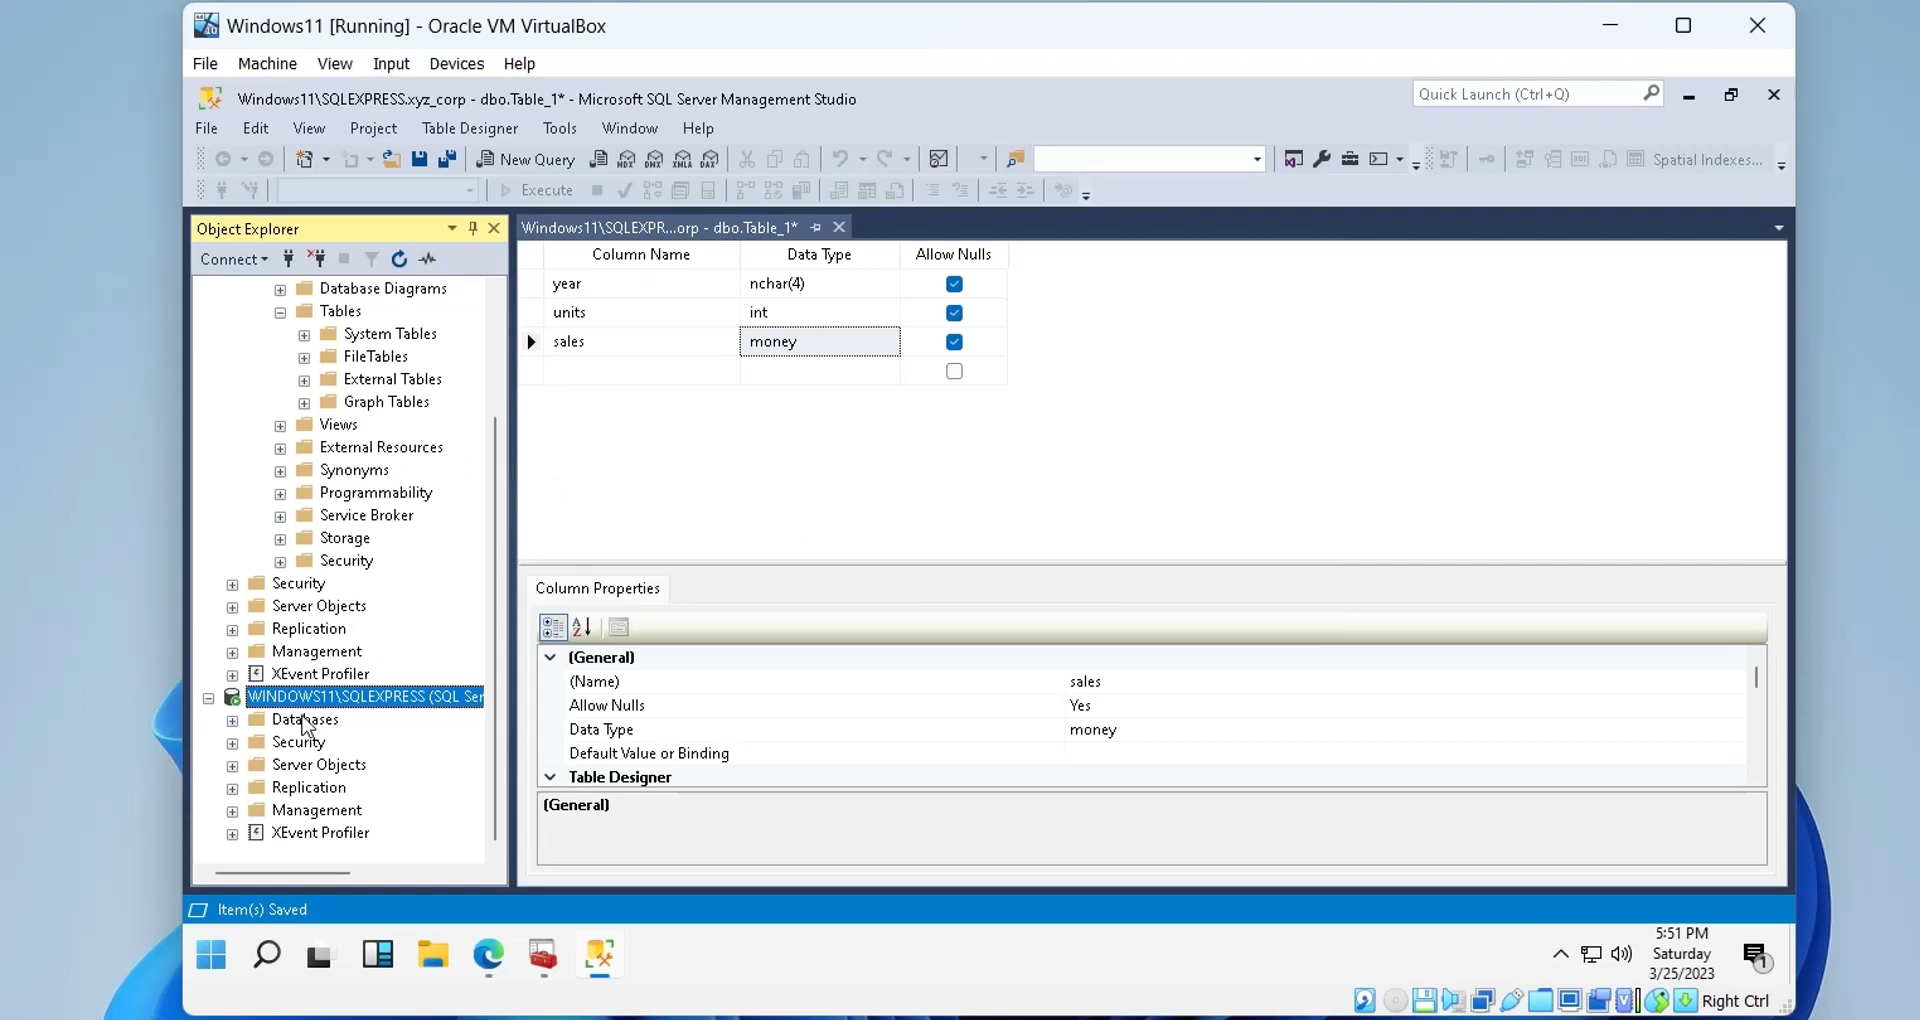 Windows11 [Running] - Oracle VM VirtualBox
File Machine View Input Devices Help
Windows11\SQLEXPRESS.xyz_corp - dbo.Table_1* - Microsoft SQL Server Management Studio
Quick Launch (Ctrl+Q)
File Edit View Project Table Designer Tools Window Help
New Query
MDX DMX XMLA DAX
Spatial Indexes...
Execute
Object Explorer
Windows11\SQLEXPR...orp - dbo.Table_1*
Connect
Column Name Data Type Allow Nulls
year nchar(4)
units int
sales money
Database Diagrams
Tables
System Tables
FileTables
External Tables
Graph Tables
Views
External Resources
Synonyms
Programmability
Service Broker
Storage
Security
Security
Server Objects
Replication
Management
XEvent Profiler
WINDOWS11\SQLEXPRESS (SQL Ser
Databases
Security
Server Objects
Replication
Management
XEvent Profiler
Column Properties
(General)
(Name) sales
Allow Nulls Yes
Data Type money
Default Value or Binding
Table Designer
(General)
Item(s) Saved
5:51 PM
Saturday
3/25/2023
1
Right Ctrl